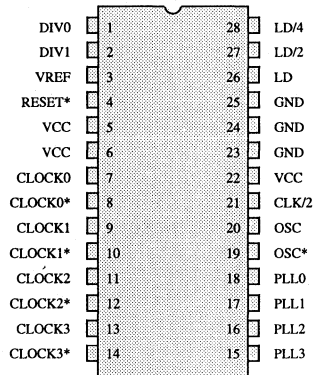 DIV0 1 28 LD/4
DIV1 2 27 LD/2
VREF 3 26 LD
RESET* 4 25 GND
VCC 5 24 GND
VCC 6 23 GND
CLOCK0 7 22 VCC
CLOCK0* 8 21 CLK/2
CLOCK1 9 20 OSC
CLOCK1* 10 19 OSC*
CLOCK2 11 18 PLL0
CLOCK2* 12 17 PLL1
CLOCK3 13 16 PLL2
CLOCK3* 14 15 PLL3